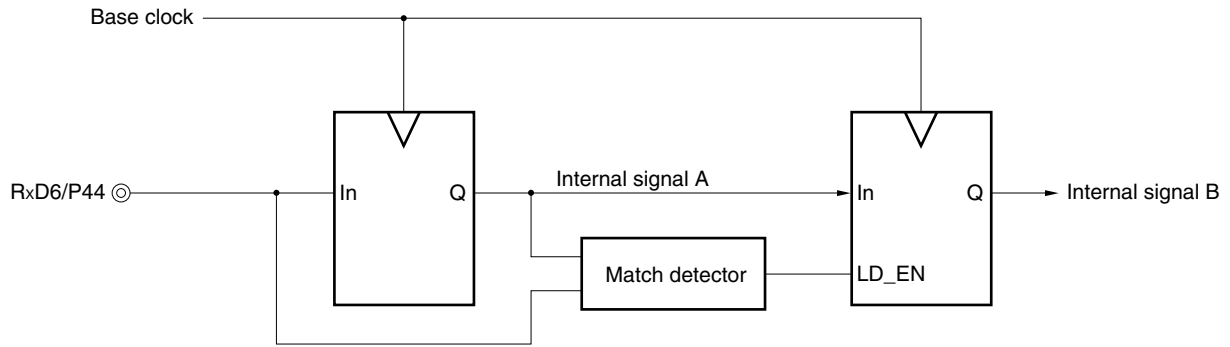 Base clock
RxD6/P44
In
Q
Internal signal A
In
Q
Internal signal B
Match detector
LD_EN